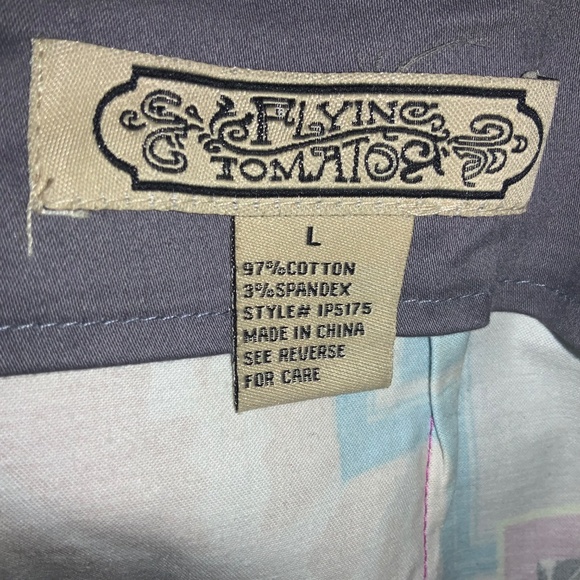 FLYING
TOMATO
L
97%COTTON
3%SPANDEX
STYLE# IP5175
MADE IN CHINA
SEE REVERSE
FOR CARE